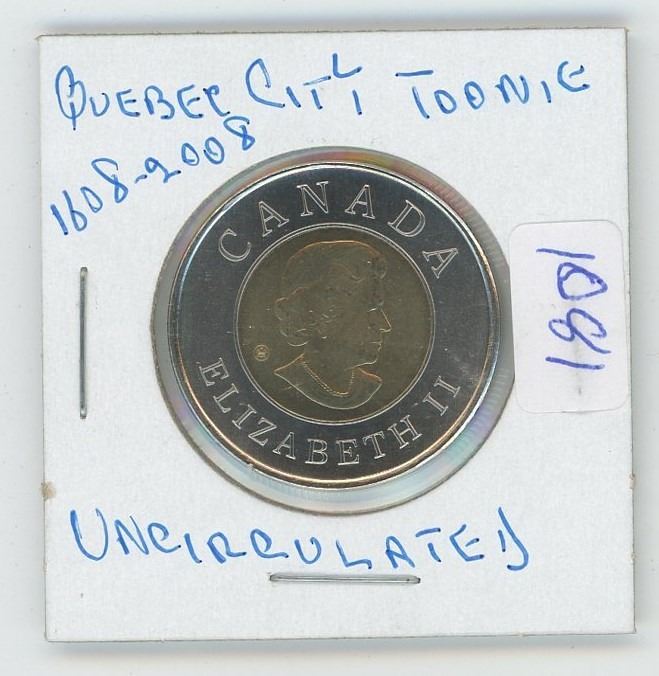 QUEBEC CITY TOONIE
1608-2008
CANADA
ELIZABETH II
1801
UNCIRCULATED